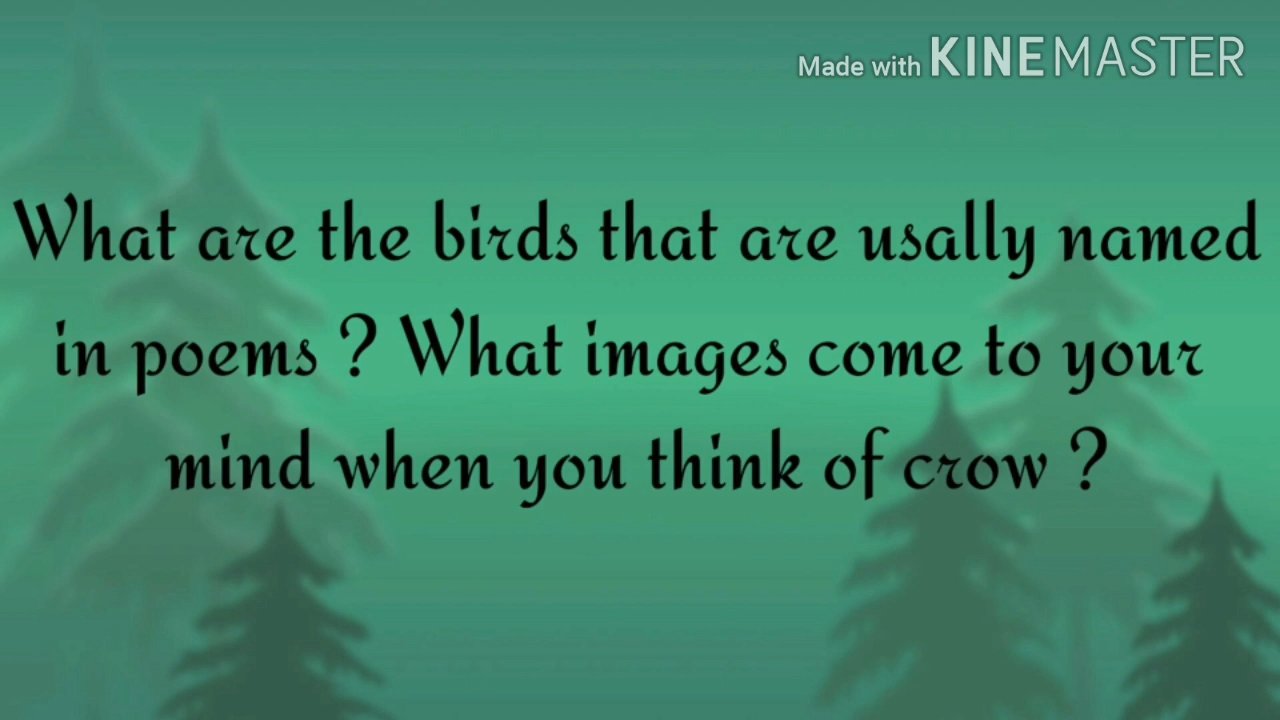 Made with KINEMASTER
What are the birds that are usally named
in poems ? What images come to your
mind when you think of crow ?